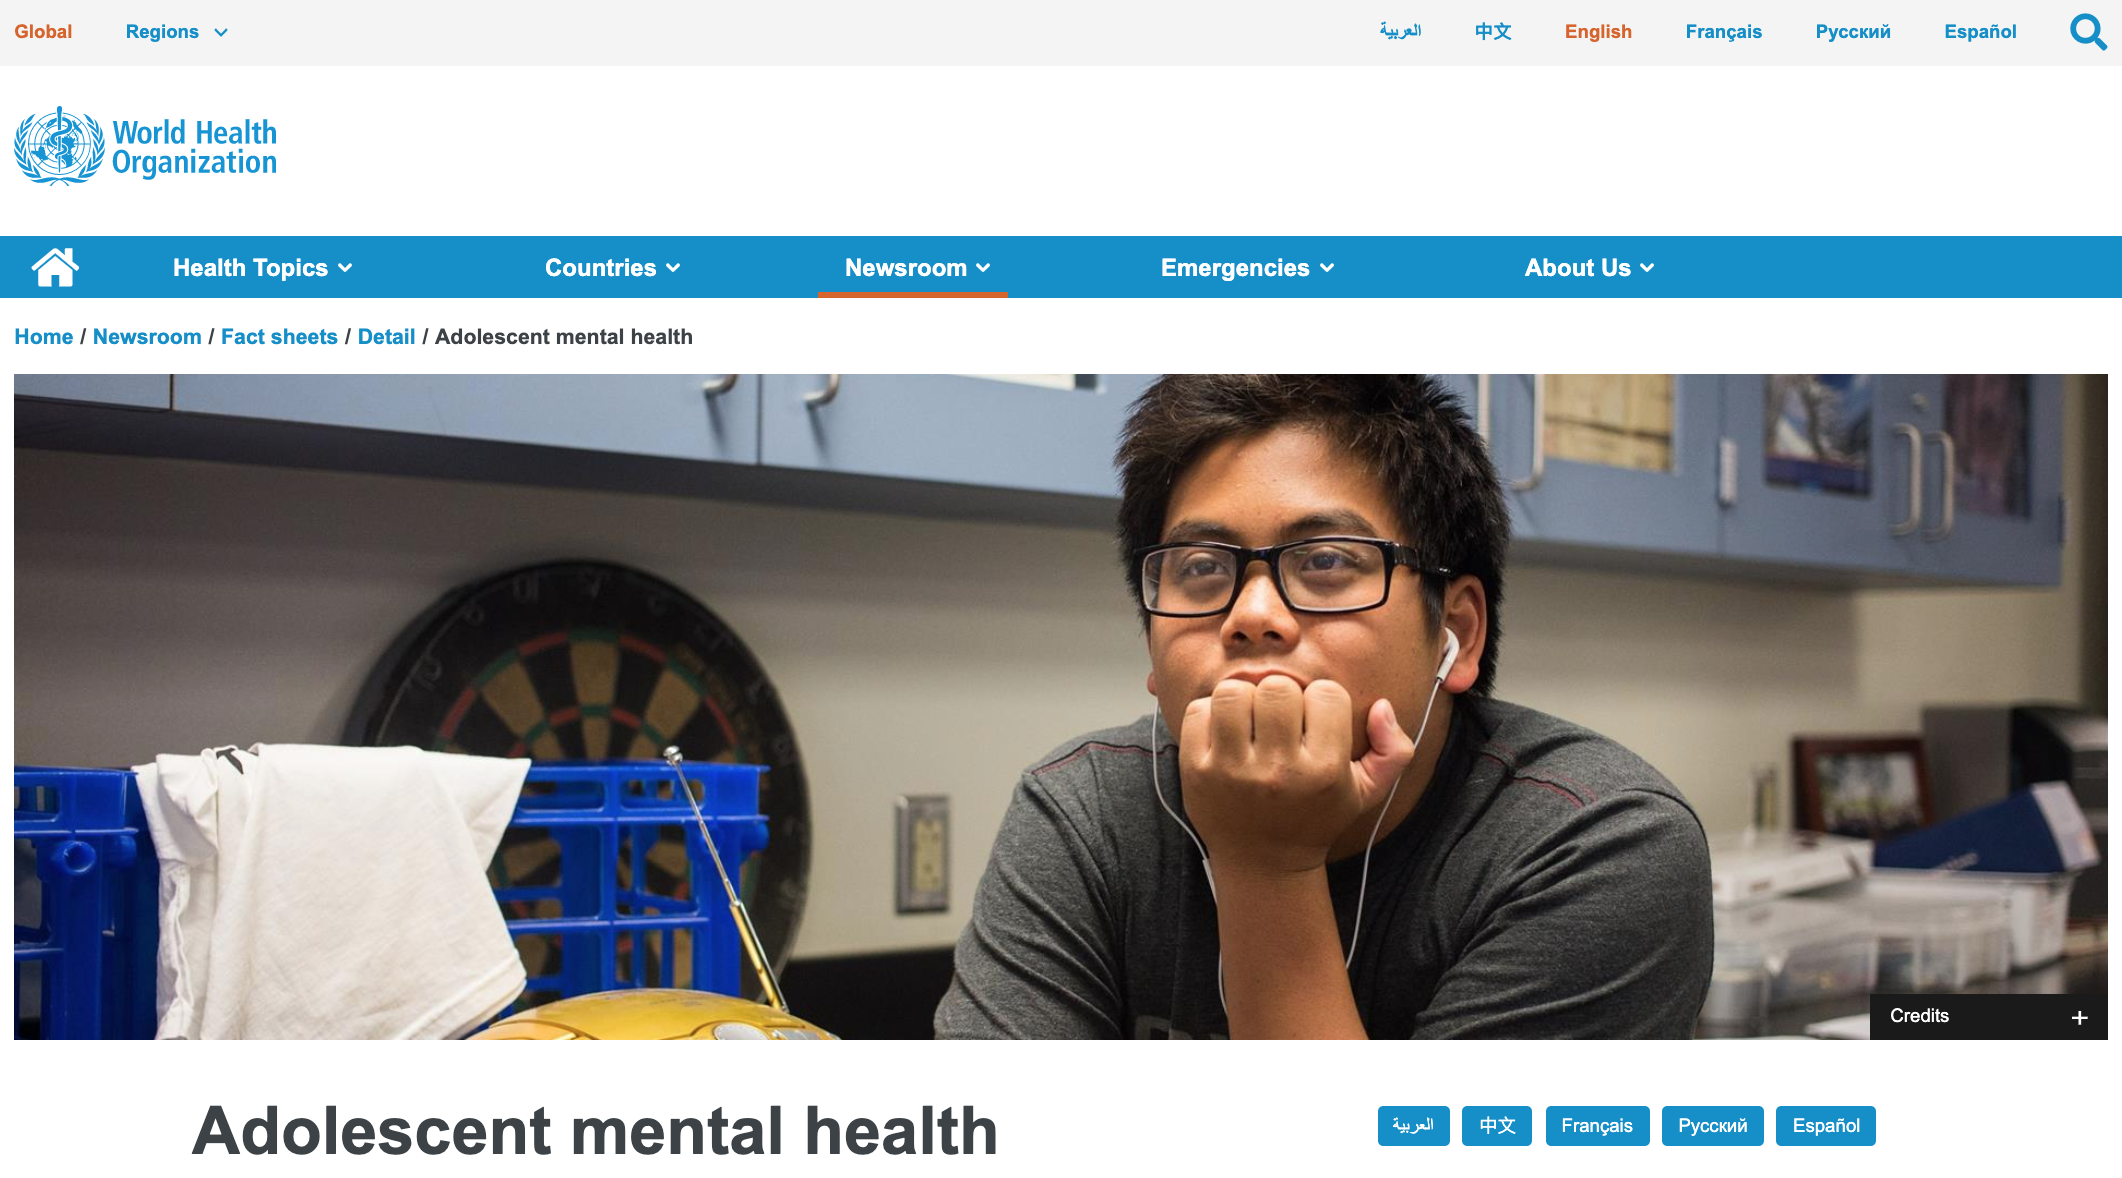 Global Regions العربية 中文 English Français Русский Español
World Health
Organization
Health Topics Countries Newsroom Emergencies About Us
Home / Newsroom / Fact sheets / Detail / Adolescent mental health
Credits +
Adolescent mental health العربية 中文 Français Русский Español